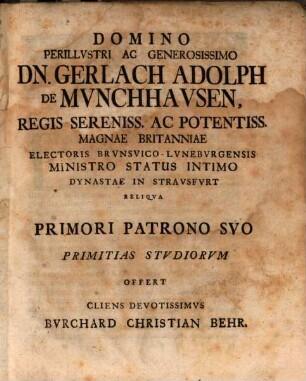 DOMINO
PERILLVSTRI AC GENEROSISSIMO
DN. GERLACH ADOLPH
DE MVNCHHAVSEN,
REGIS SERENISS. AC POTENTISS.
MAGNAE BRITANNIAE
ELECTORIS BRVNSVICO-LVNEBVRGENSIS
MINISTRO STATUS INTIMO
DYNASTAE IN STRAVSFVRT
RELIQVA
PRIMORI PATRONO SVO
PRIMITIAS STVDIORVM
OFFERT
CLIENS DEVOTISSIMVS
BVRCHARD CHRISTIAN BEHR.